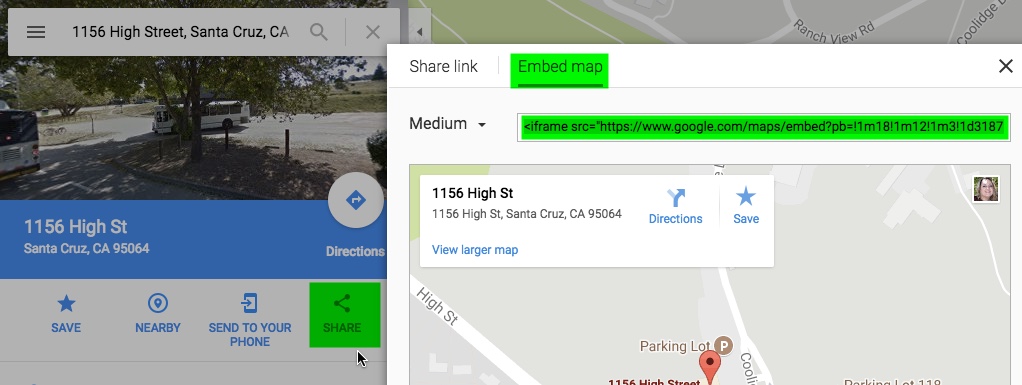 1156 High Street, Santa Cruz, CA
1156 High St
Santa Cruz, CA 95064
Directions
SAVE
NEARBY
SEND TO YOUR
PHONE
SHARE
Ranch View Rd
Coolidge D
Share link
Embed map
Medium
<iframe src="https://www.google.com/maps/embed?pb=!1m18!1m12!1m3!1d3187
1156 High St
1156 High St, Santa Cruz, CA 95064
View larger map
Directions
Save
High St
Parking Lot P
1156 High Street
Coolid
Parking Lot 118